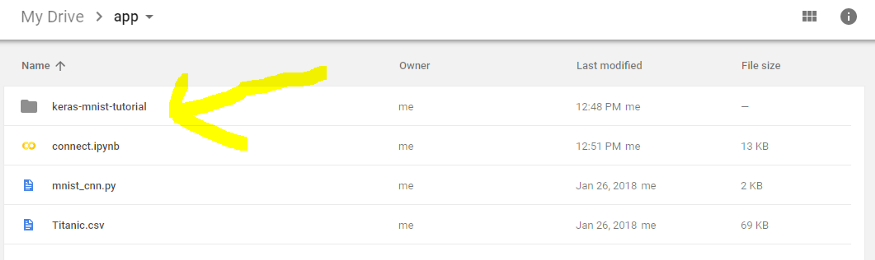 My Drive > app
Name ↑ Owner Last modified File size
keras-mnist-tutorial me 12:48 PM me —
connect.ipynb me 12:51 PM me 13 KB
mnist_cnn.py me Jan 26, 2018 me 2 KB
Titanic.csv me Jan 26, 2018 me 69 KB